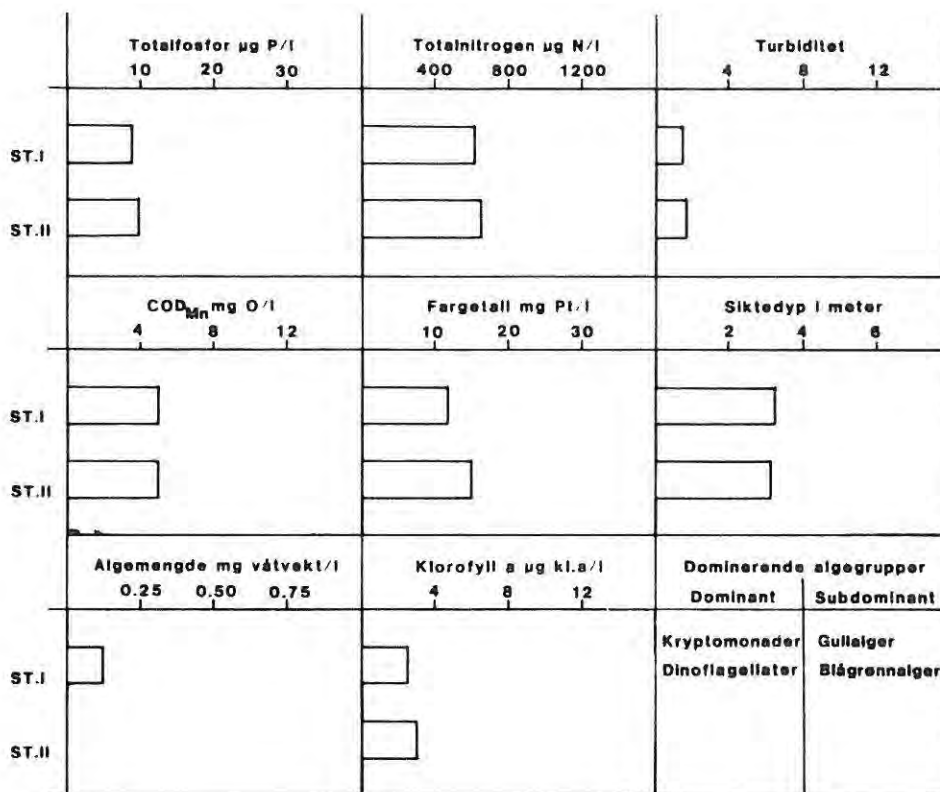 Totalfosfor µg P/l
10 20 30
Totalnitrogen µg N/l
400 800 1200
Turbiditet
4 8 12
ST.I
ST.II
COD Mn mg O/l
4 8 12
Fargetall mg Pt/l
10 20 30
Siktedyp i meter
2 4 6
ST.I
ST.II
Algemengde mg våtvekt/l
0.25 0.50 0.75
Klorofyll a µg kl.a/l
4 8 12
Dominerende algegrupper
Dominant Subdominant
ST.I
ST.II
Kryptomonader Gullalger
Dinoflagellater Blågrønnalger